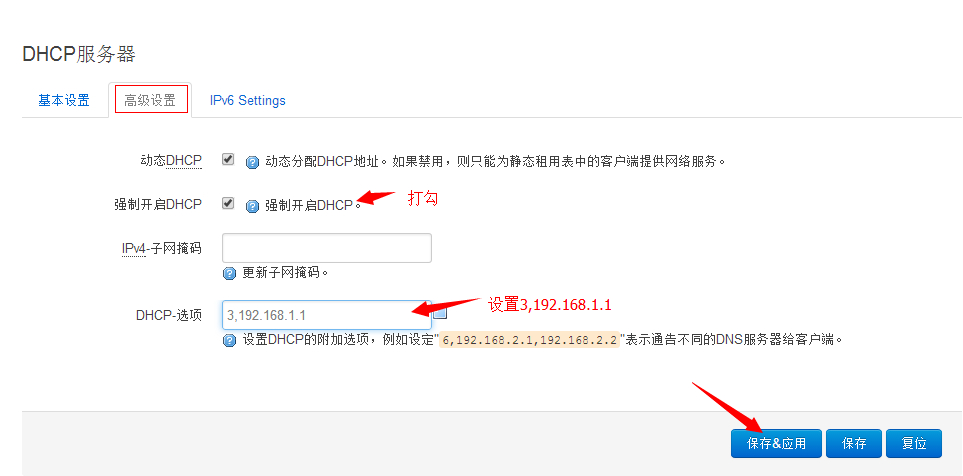 DHCP服务器
基本设置 高级设置 IPv6 Settings
动态DHCP 动态分配DHCP地址。如果禁用，则只能为静态租用表中的客户端提供网络服务。
强制开启DHCP 强制开启DHCP。 打勾
IPv4-子网掩码
更新子网掩码。
DHCP-选项 3,192.168.1.1 设置3,192.168.1.1
设置DHCP的附加选项，例如设定"6,192.168.2.1,192.168.2.2"表示通告不同的DNS服务器给客户端。
保存&应用 保存 复位